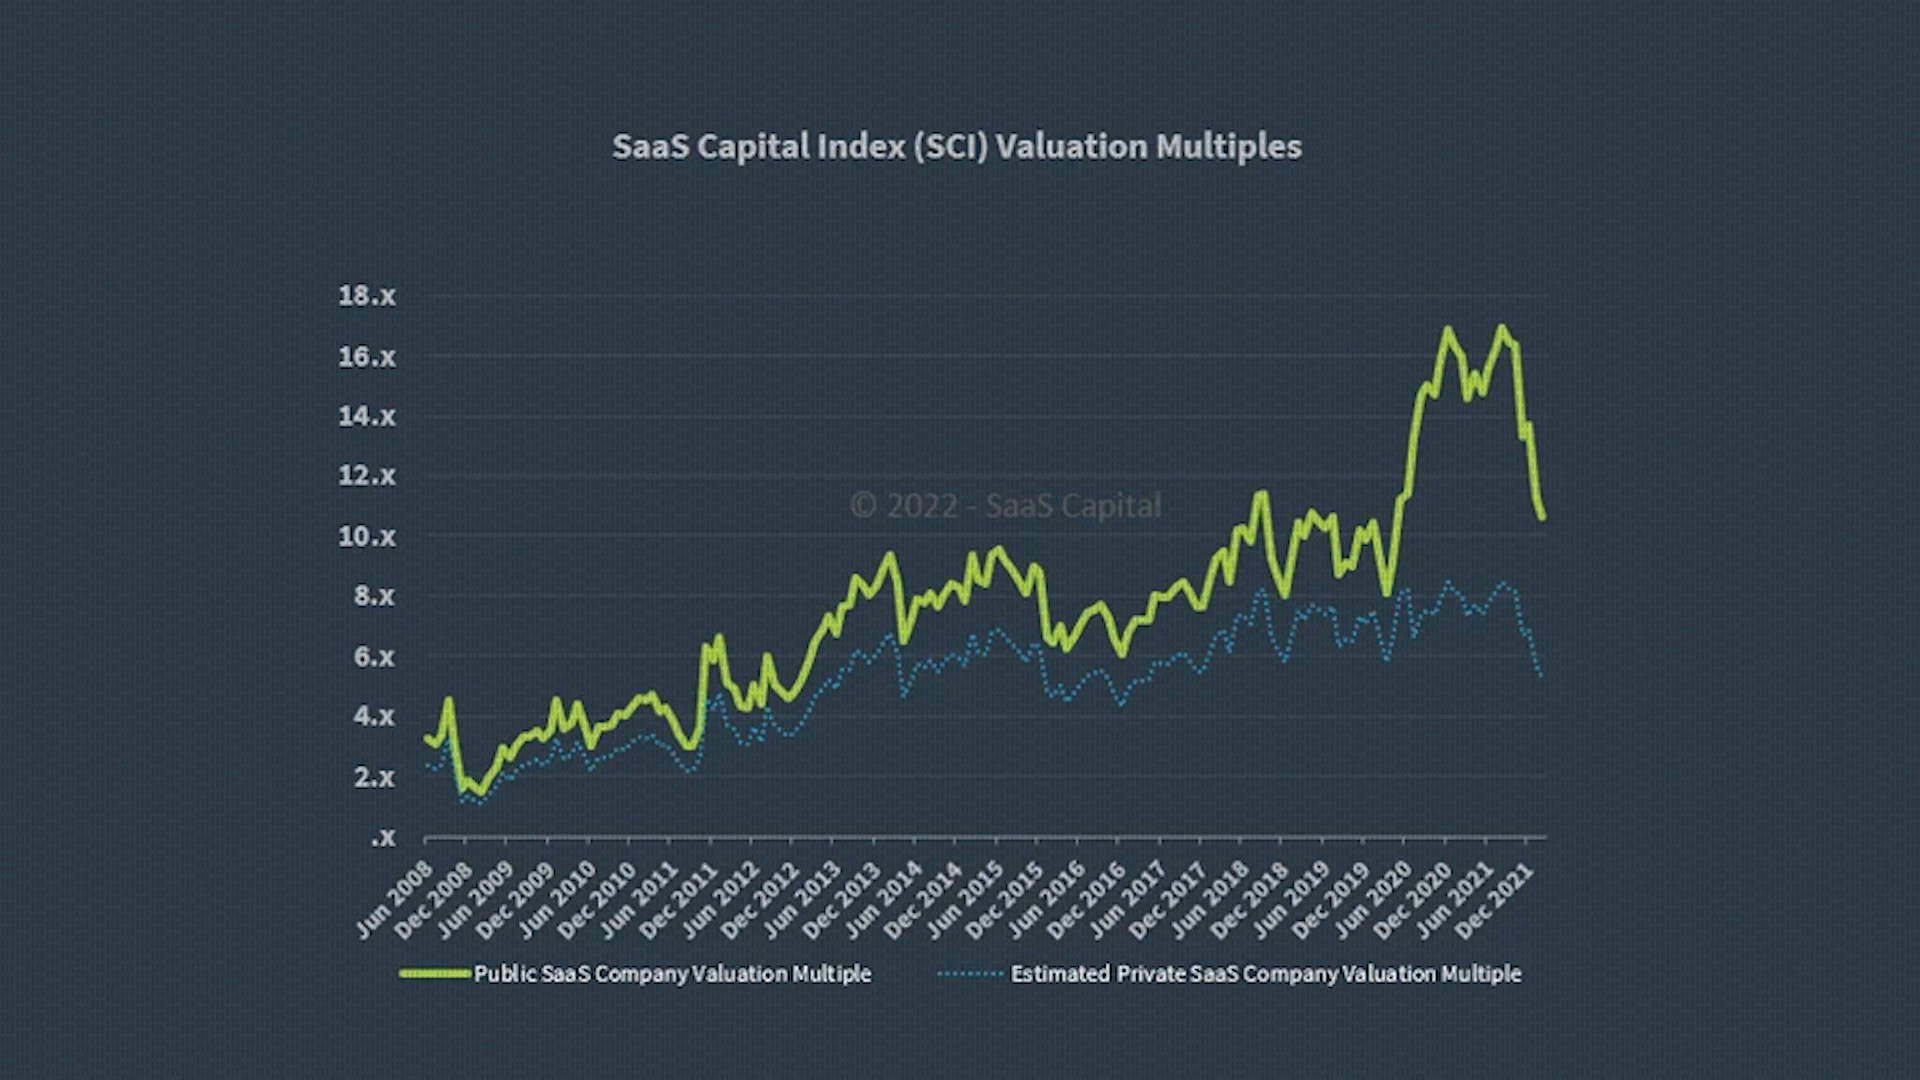 SaaS Capital Index (SCI) Valuation Multiples
18.x
16.x
14.x
12.x
© 2022 - SaaS Capital
10.x
8.x
6.x
4.x
2.x
.x
Jun 2008
Dec 2008
Jun 2009
Dec 2009
Jun 2010
Dec 2010
Jun 2011
Dec 2011
Jun 2012
Dec 2012
Jun 2013
Dec 2013
Jun 2014
Dec 2014
Jun 2015
Dec 2015
Jun 2016
Dec 2016
Jun 2017
Dec 2017
Jun 2018
Dec 2018
Jun 2019
Dec 2019
Jun 2020
Dec 2020
Jun 2021
Dec 2021
Public SaaS Company Valuation Multiple
Estimated Private SaaS Company Valuation Multiple